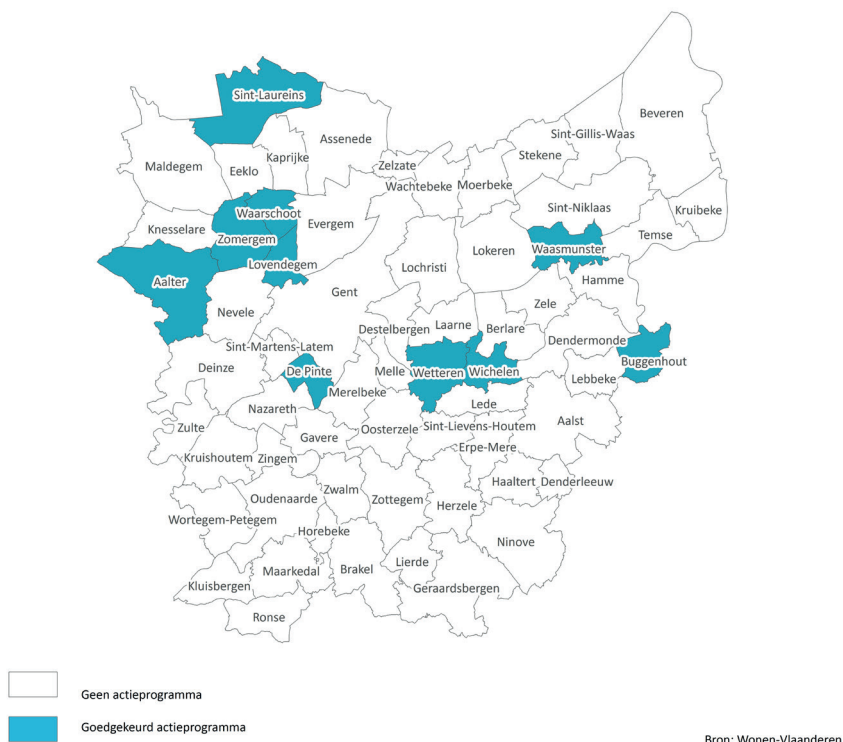 Sint-Laureins
Beveren
Sint-Gillis-Waas
Assenede
Stekene
Kaprijke
Zelzate
Maldegem
Eeklo
Wachtebeke
Moerbeke
Sint-Niklaas
Kruibeke
Waarschoot
Evergem
Knesselare
Zomergem
Temse
Waasmunster
Lokeren
Lovendegem
Lochristi
Aalter
Hamme
Gent
Zele
Nevele
Laarne
Destelbergen
Berlare
Dendermonde
Sint-Martens-Latem
Buggenhout
Deinze
De Pinte
Melle
Wetteren
Wichelen
Lebbeke
Merelbeke
Lede
Nazareth
Aalst
Zulte
Sint-Lievens-Houtem
Oosterzele
Gavere
Erpe-Mere
Kruishoutem
Zingem
Haaltert
Denderleeuw
Zwalm
Oudenaarde
Zottegem
Herzele
Wortegem-Petegem
Horebeke
Ninove
Lierde
Maarkedal
Brakel
Kluisbergen
Geraardsbergen
Ronse
Geen actieprogramma
Goedgekeurd actieprogramma
Bron: Wonen-Vlaanderen